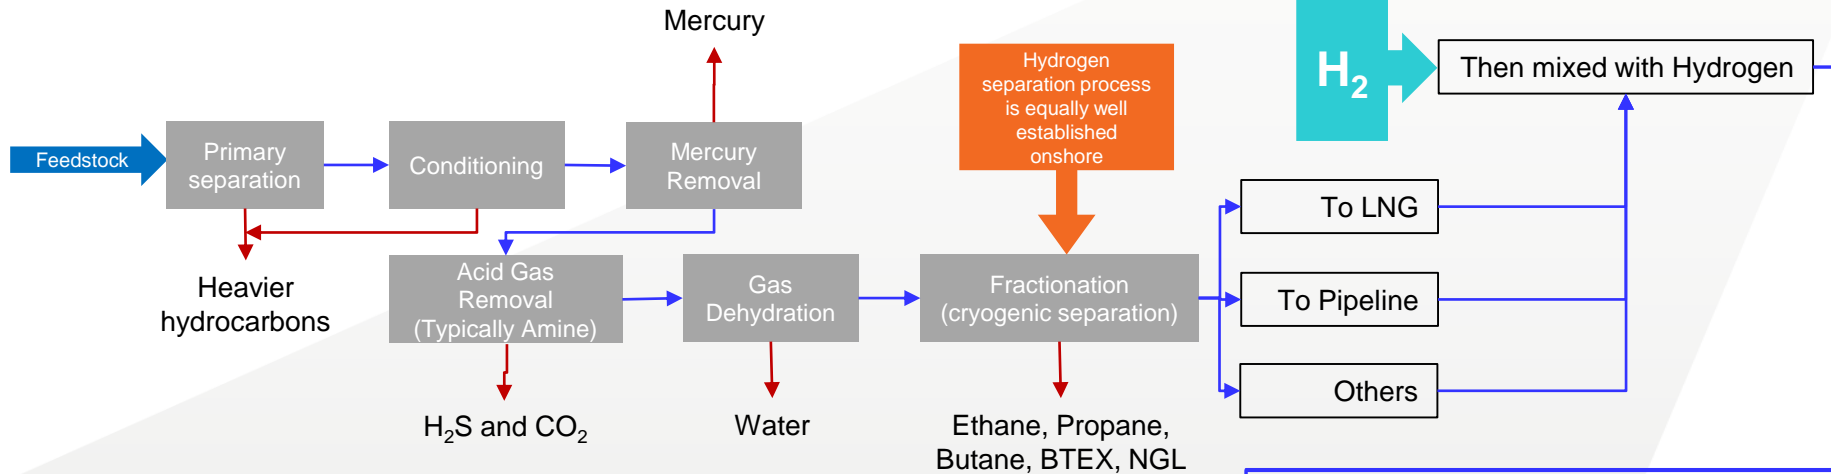 Mercury
Hydrogen
separation process
is equally well
established
onshore
H₂
Then mixed with Hydrogen
Feedstock
Primary
separation
Conditioning
Mercury
Removal
To LNG
Heavier
hydrocarbons
Acid Gas
Removal
(Typically Amine)
Gas
Dehydration
Fractionation
(cryogenic separation)
To Pipeline
Others
H₂S and CO₂
Water
Ethane, Propane,
Butane, BTEX, NGL